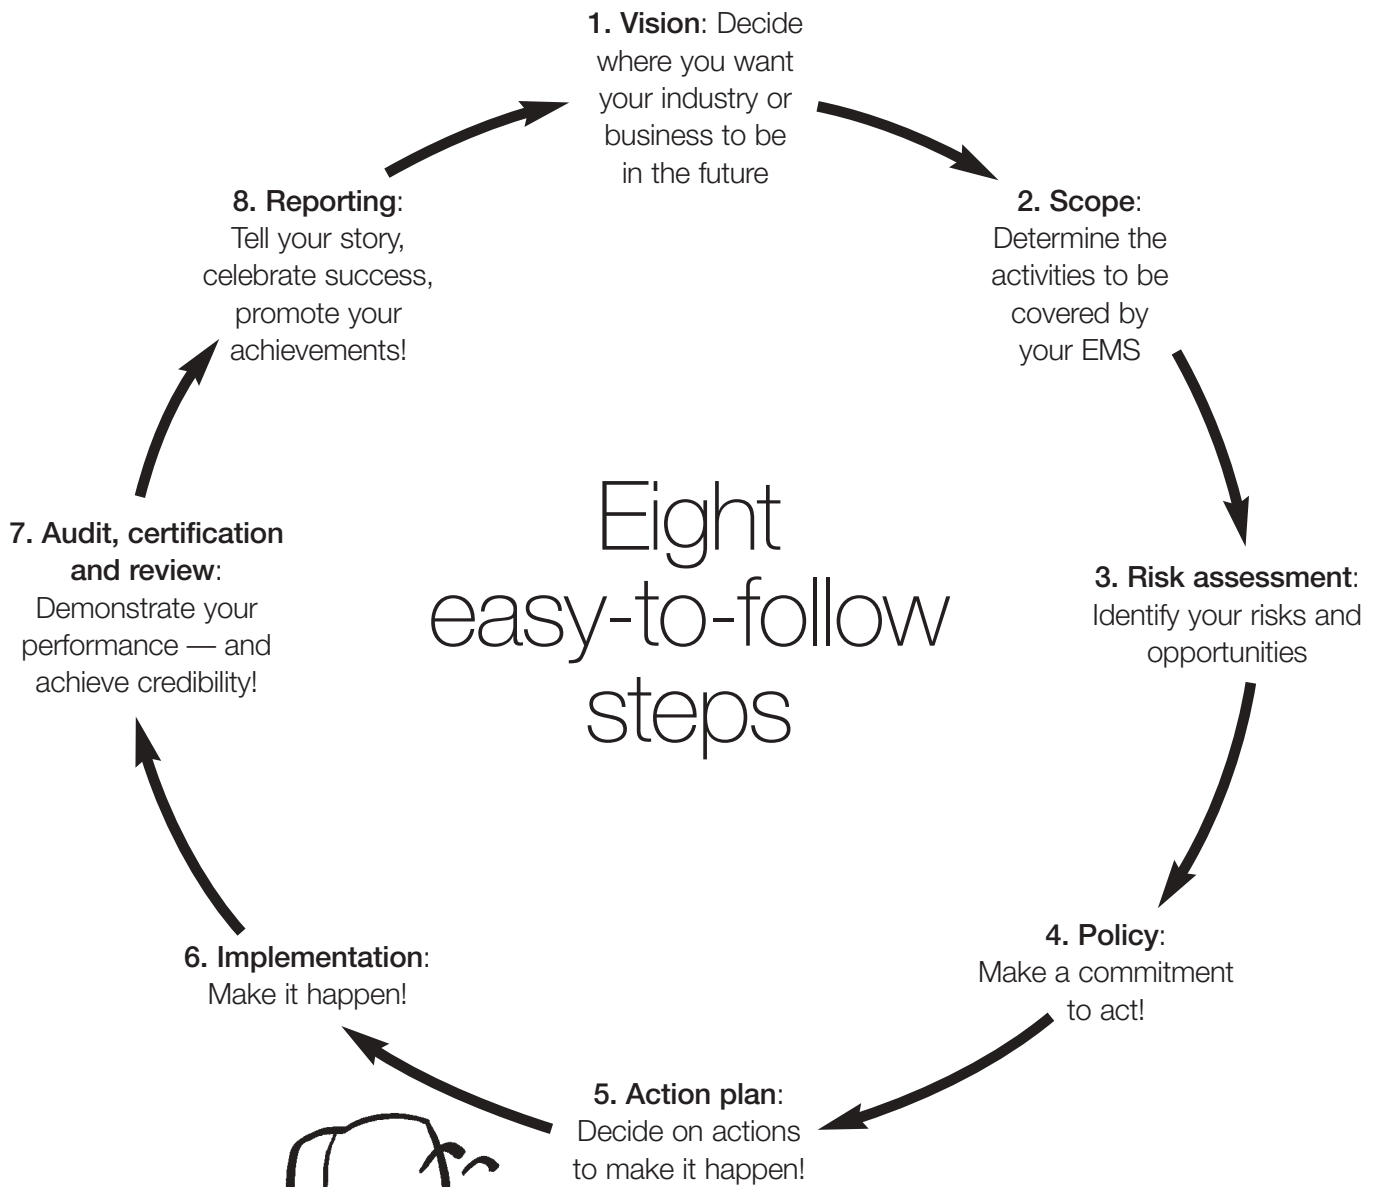 1. Vision: Decide
where you want
your industry or
business to be
in the future
2. Scope:
Determine the
activities to be
covered by
your EMS
3. Risk assessment:
Identify your risks and
opportunities
4. Policy:
Make a commitment
to act!
5. Action plan:
Decide on actions
to make it happen!
6. Implementation:
Make it happen!
7. Audit, certification
and review:
Demonstrate your
performance — and
achieve credibility!
8. Reporting:
Tell your story,
celebrate success,
promote your
achievements!
Eight
easy-to-follow
steps